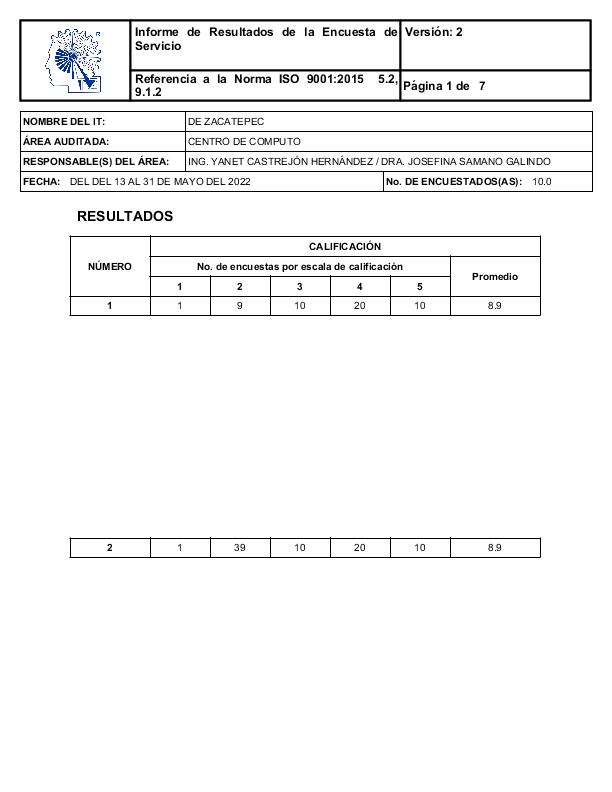 Informe de Resultados de la Encuesta de Servicio
Versión: 2
Referencia a la Norma ISO 9001:2015 5.2, 9.1.2
Página 1 de 7
NOMBRE DEL IT: DE ZACATEPEC
ÁREA AUDITADA: CENTRO DE COMPUTO
RESPONSABLE(S) DEL ÁREA: ING. YANET CASTREJÓN HERNÁNDEZ / DRA. JOSEFINA SAMANO GALINDO
FECHA: DEL DEL 13 AL 31 DE MAYO DEL 2022 No. DE ENCUESTADOS(AS): 10.0
RESULTADOS
NÚMERO
CALIFICACIÓN
No. de encuestas por escala de calificación
Promedio
1 2 3 4 5
1 1 9 10 20 10 8.9
2 1 39 10 20 10 8.9